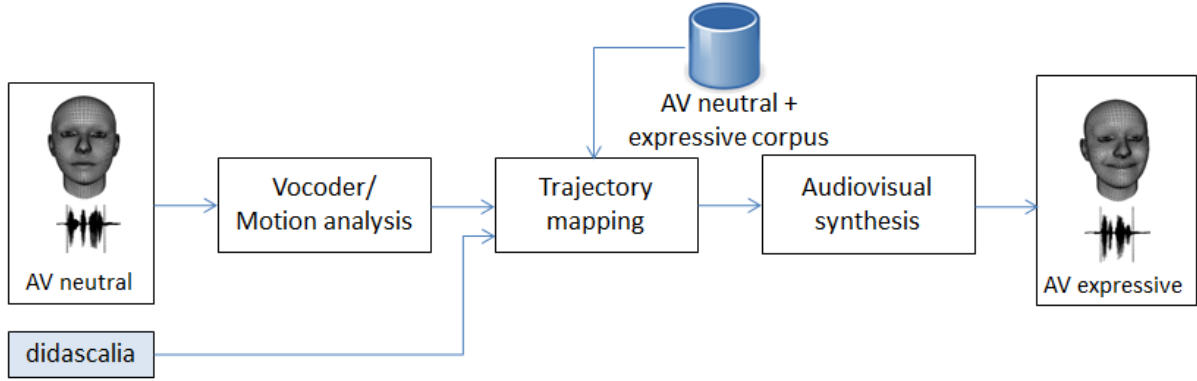 AV neutral
didascalia
Vocoder/
Motion analysis
Trajectory
mapping
AV neutral +
expressive corpus
Audiovisual
synthesis
AV expressive